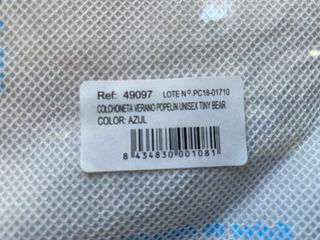 Ref: 49097 LOTE Nº.PC18-01710
COLCHONETA VERANO POPELIN UNISEX TINY BEAR
COLOR: AZUL
8 434830 001081